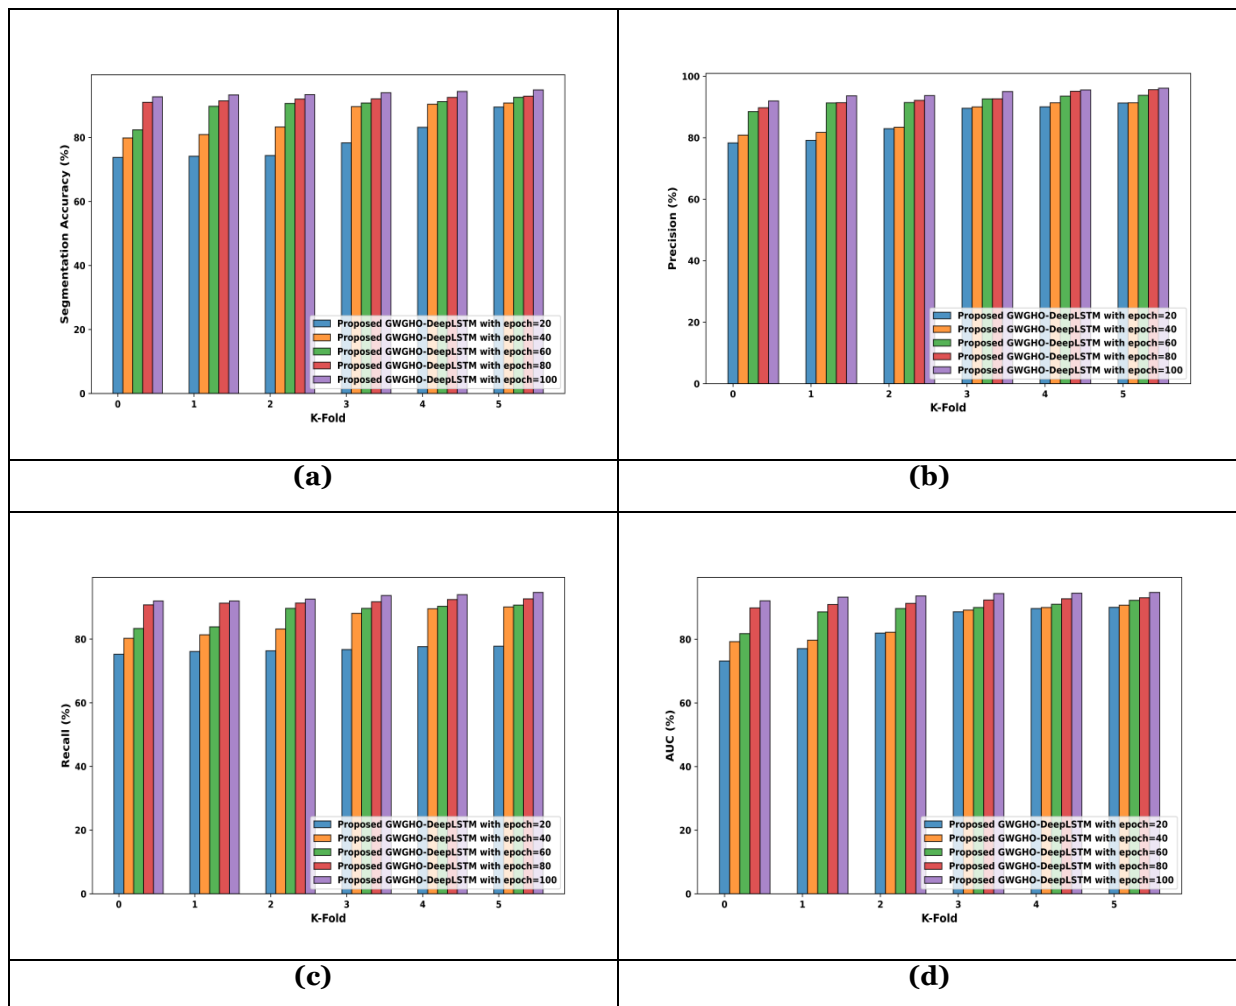 80
60
40
20
0
Segmentation Accuracy (%)
Proposed GWGHO-DeepLSTM with epoch=20
Proposed GWGHO-DeepLSTM with epoch=40
Proposed GWGHO-DeepLSTM with epoch=60
Proposed GWGHO-DeepLSTM with epoch=80
Proposed GWGHO-DeepLSTM with epoch=100
0 1 2 3 4 5
K-Fold
(a)
100
80
60
40
20
0
Precision (%)
Proposed GWGHO-DeepLSTM with epoch=20
Proposed GWGHO-DeepLSTM with epoch=40
Proposed GWGHO-DeepLSTM with epoch=60
Proposed GWGHO-DeepLSTM with epoch=80
Proposed GWGHO-DeepLSTM with epoch=100
0 1 2 3 4 5
K-Fold
(b)
80
60
40
20
0
Recall (%)
Proposed GWGHO-DeepLSTM with epoch=20
Proposed GWGHO-DeepLSTM with epoch=40
Proposed GWGHO-DeepLSTM with epoch=60
Proposed GWGHO-DeepLSTM with epoch=80
Proposed GWGHO-DeepLSTM with epoch=100
0 1 2 3 4 5
K-Fold
(c)
80
60
40
20
0
AUC (%)
Proposed GWGHO-DeepLSTM with epoch=20
Proposed GWGHO-DeepLSTM with epoch=40
Proposed GWGHO-DeepLSTM with epoch=60
Proposed GWGHO-DeepLSTM with epoch=80
Proposed GWGHO-DeepLSTM with epoch=100
0 1 2 3 4 5
K-Fold
(d)